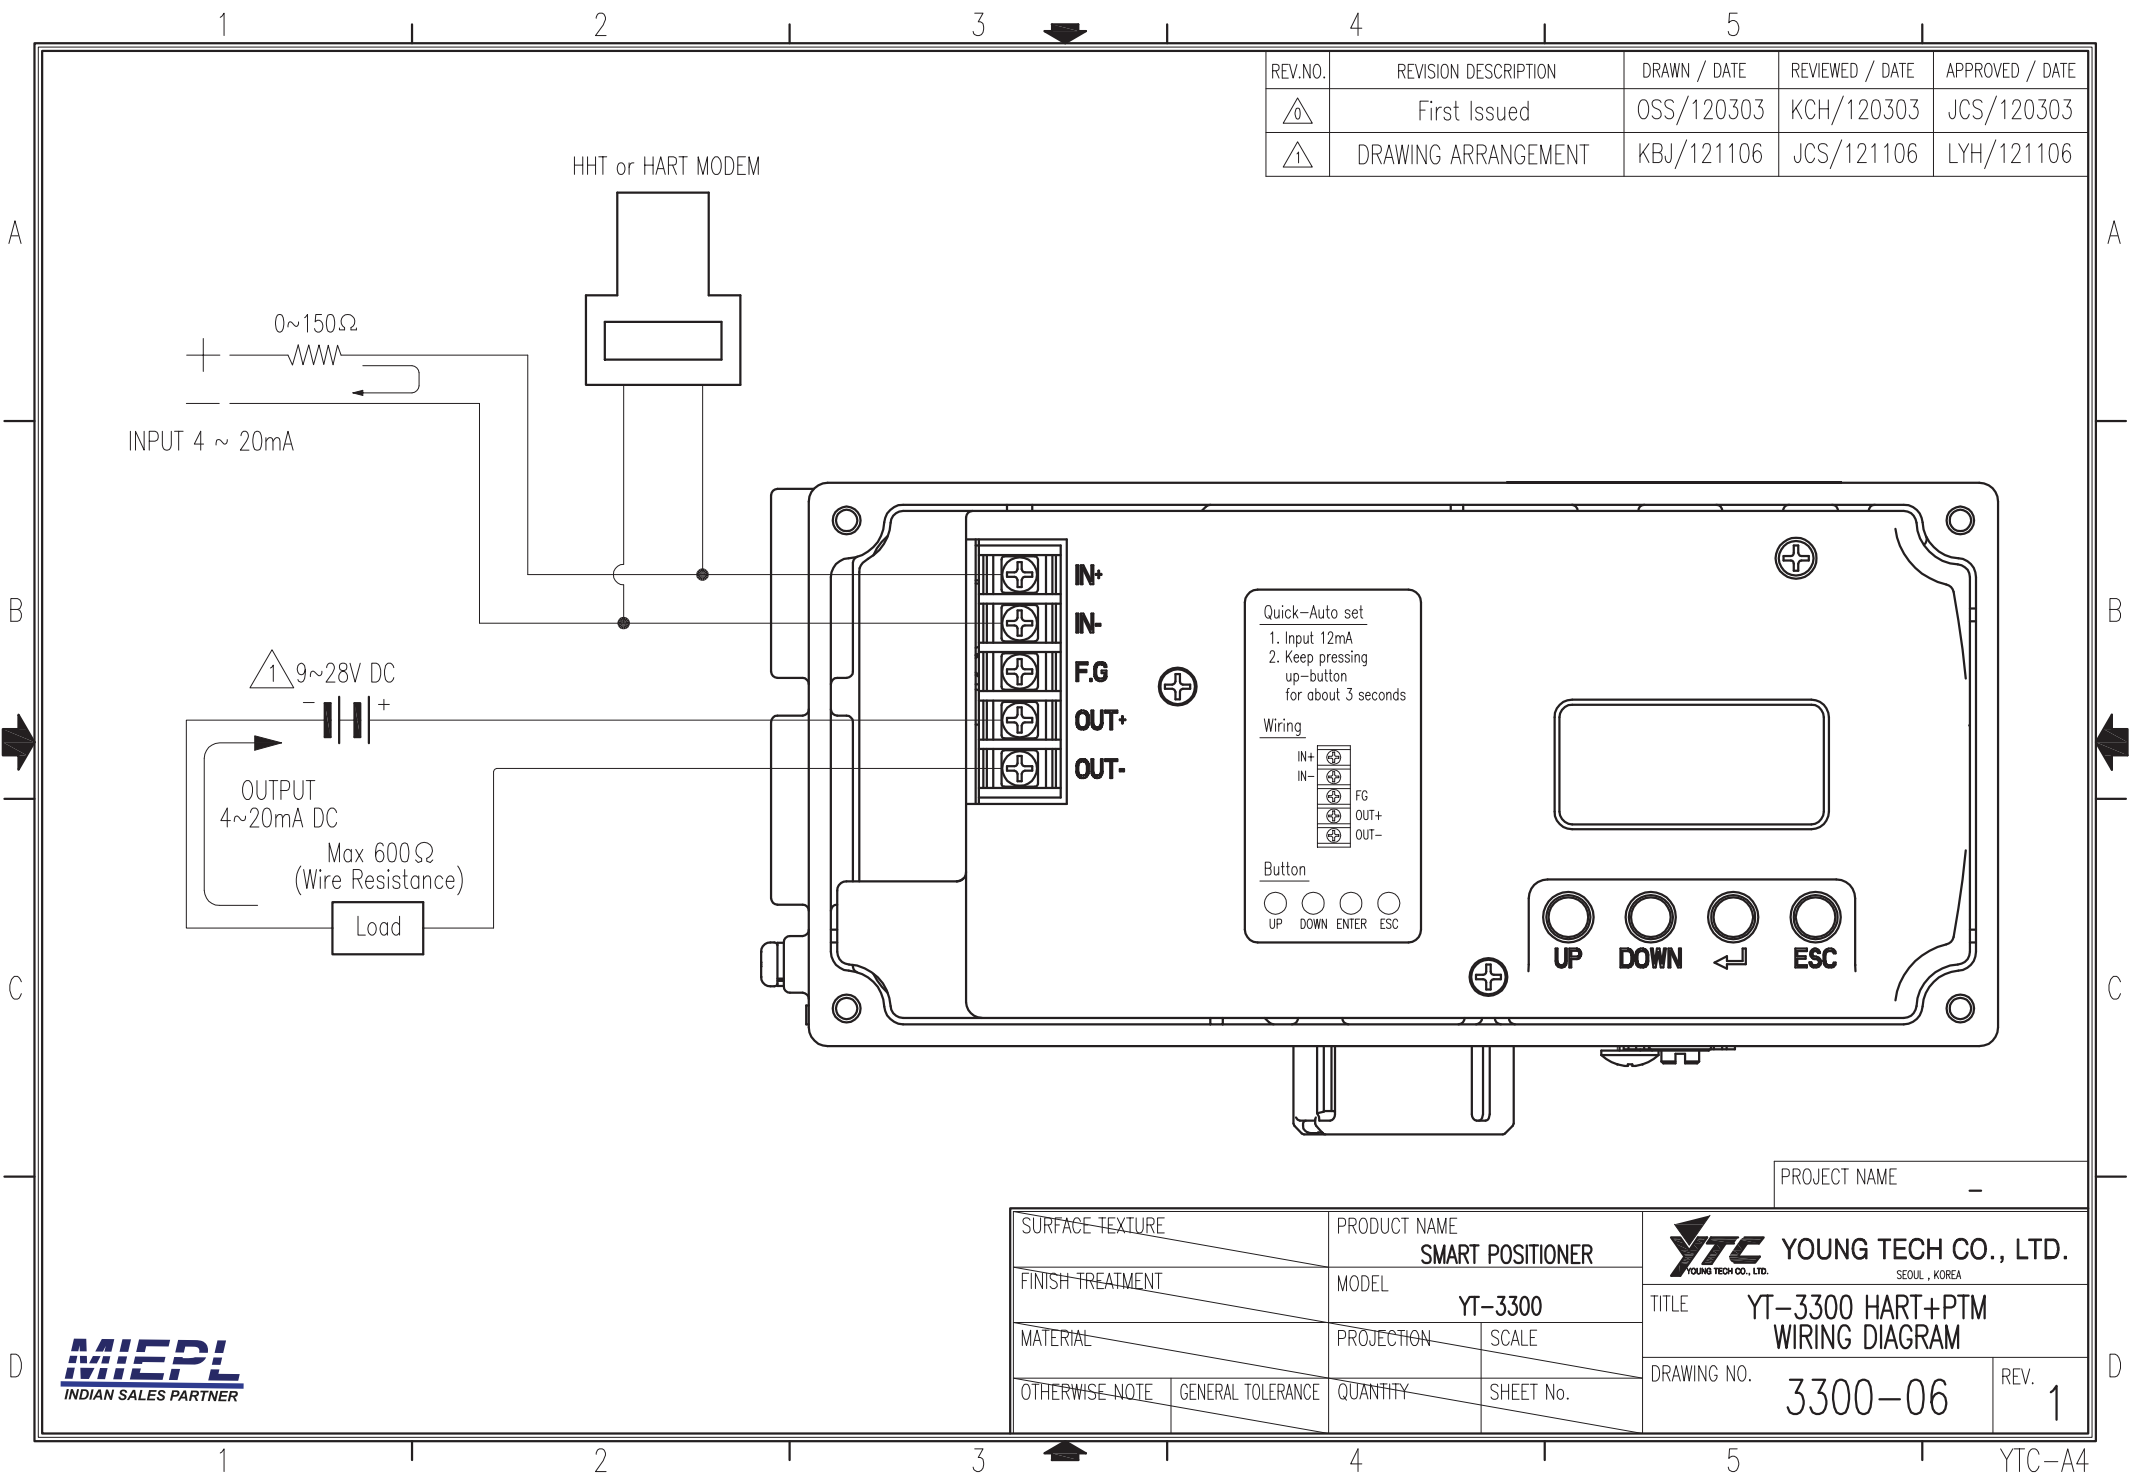 1 2 3 4 5
REV.NO. REVISION DESCRIPTION DRAWN / DATE REVIEWED / DATE APPROVED / DATE
0 First Issued OSS/120303 KCH/120303 JCS/120303
1 DRAWING ARRANGEMENT KBJ/121106 JCS/121106 LYH/121106
HHT or HART MODEM
A A
0~150Ω
+
−
INPUT 4 ~ 20mA
B B
IN+
IN-
F.G
OUT+
OUT-
1 9~28V DC
- +
OUTPUT
4~20mA DC
Max 600Ω
(Wire Resistance)
Load
Quick-Auto set
1. Input 12mA
2. Keep pressing
up-button
for about 3 seconds
Wiring
IN+
IN-
FG
OUT+
OUT-
Button
UP DOWN ENTER ESC
UP DOWN ESC
C C
PROJECT NAME -
SURFACE TEXTURE
FINISH TREATMENT
MATERIAL
OTHERWISE NOTE GENERAL TOLERANCE
PRODUCT NAME
SMART POSITIONER
MODEL
YT-3300
PROJECTION SCALE
QUANTITY SHEET No.
YTC
YOUNG TECH CO., LTD.
YOUNG TECH CO., LTD.
SEOUL , KOREA
TITLE YT-3300 HART+PTM
WIRING DIAGRAM
DRAWING NO. 3300-06
REV. 1
D D
MIEPL
INDIAN SALES PARTNER
1 2 3 4 5
YTC-A4